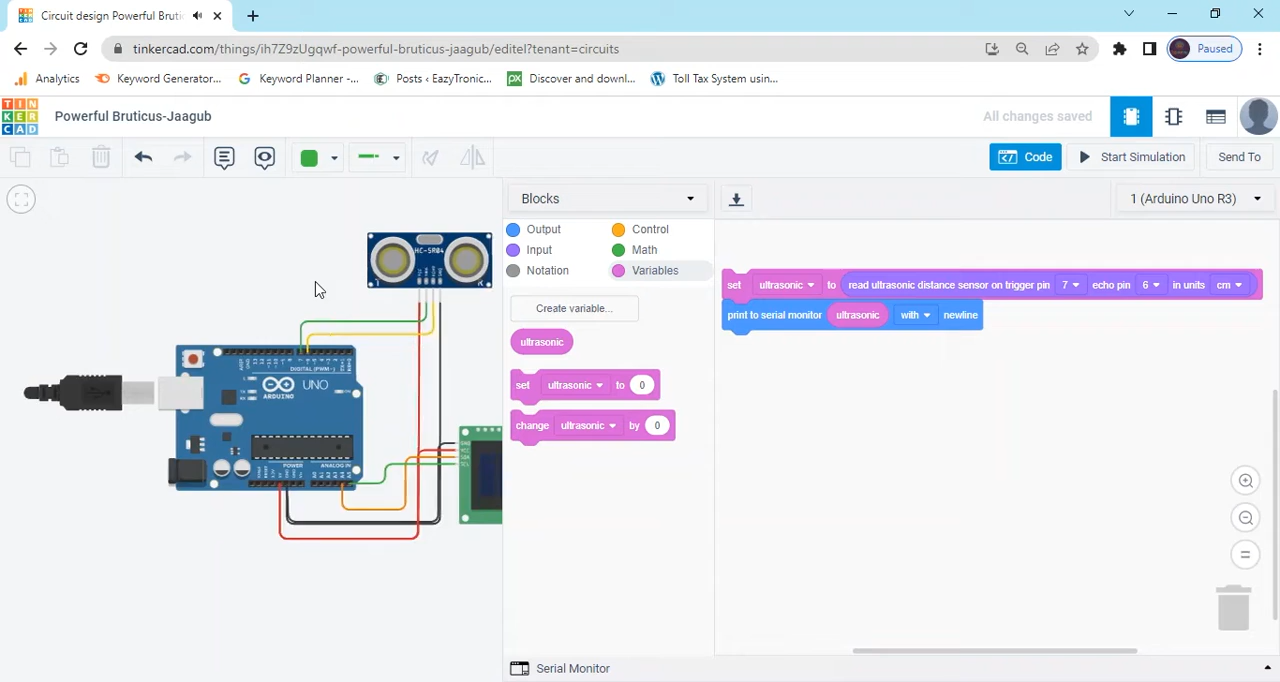 Circuit design Powerful Bruti
tinkercad.com/things/ih7Z9zUgqwf-powerful-bruticus-jaagub/editel?tenant=circuits
Paused
Analytics
Keyword Generator...
Keyword Planner -...
Posts ‹ EazyTronic...
Discover and downl...
Toll Tax System usin...
TIN
KER
CAD
Powerful Bruticus-Jaagub
All changes saved
Code
Start Simulation
Send To
Blocks
1 (Arduino Uno R3)
Output
Control
Input
Math
Notation
Variables
Create variable...
ultrasonic
set ultrasonic to 0
change ultrasonic by 0
set ultrasonic to read ultrasonic distance sensor on trigger pin 7 echo pin 6 in units cm
print to serial monitor ultrasonic with newline
HC-SR04
T
R
DIGITAL (PWM~)
UNO
ARDUINO
POWER
ANALOG IN
Serial Monitor